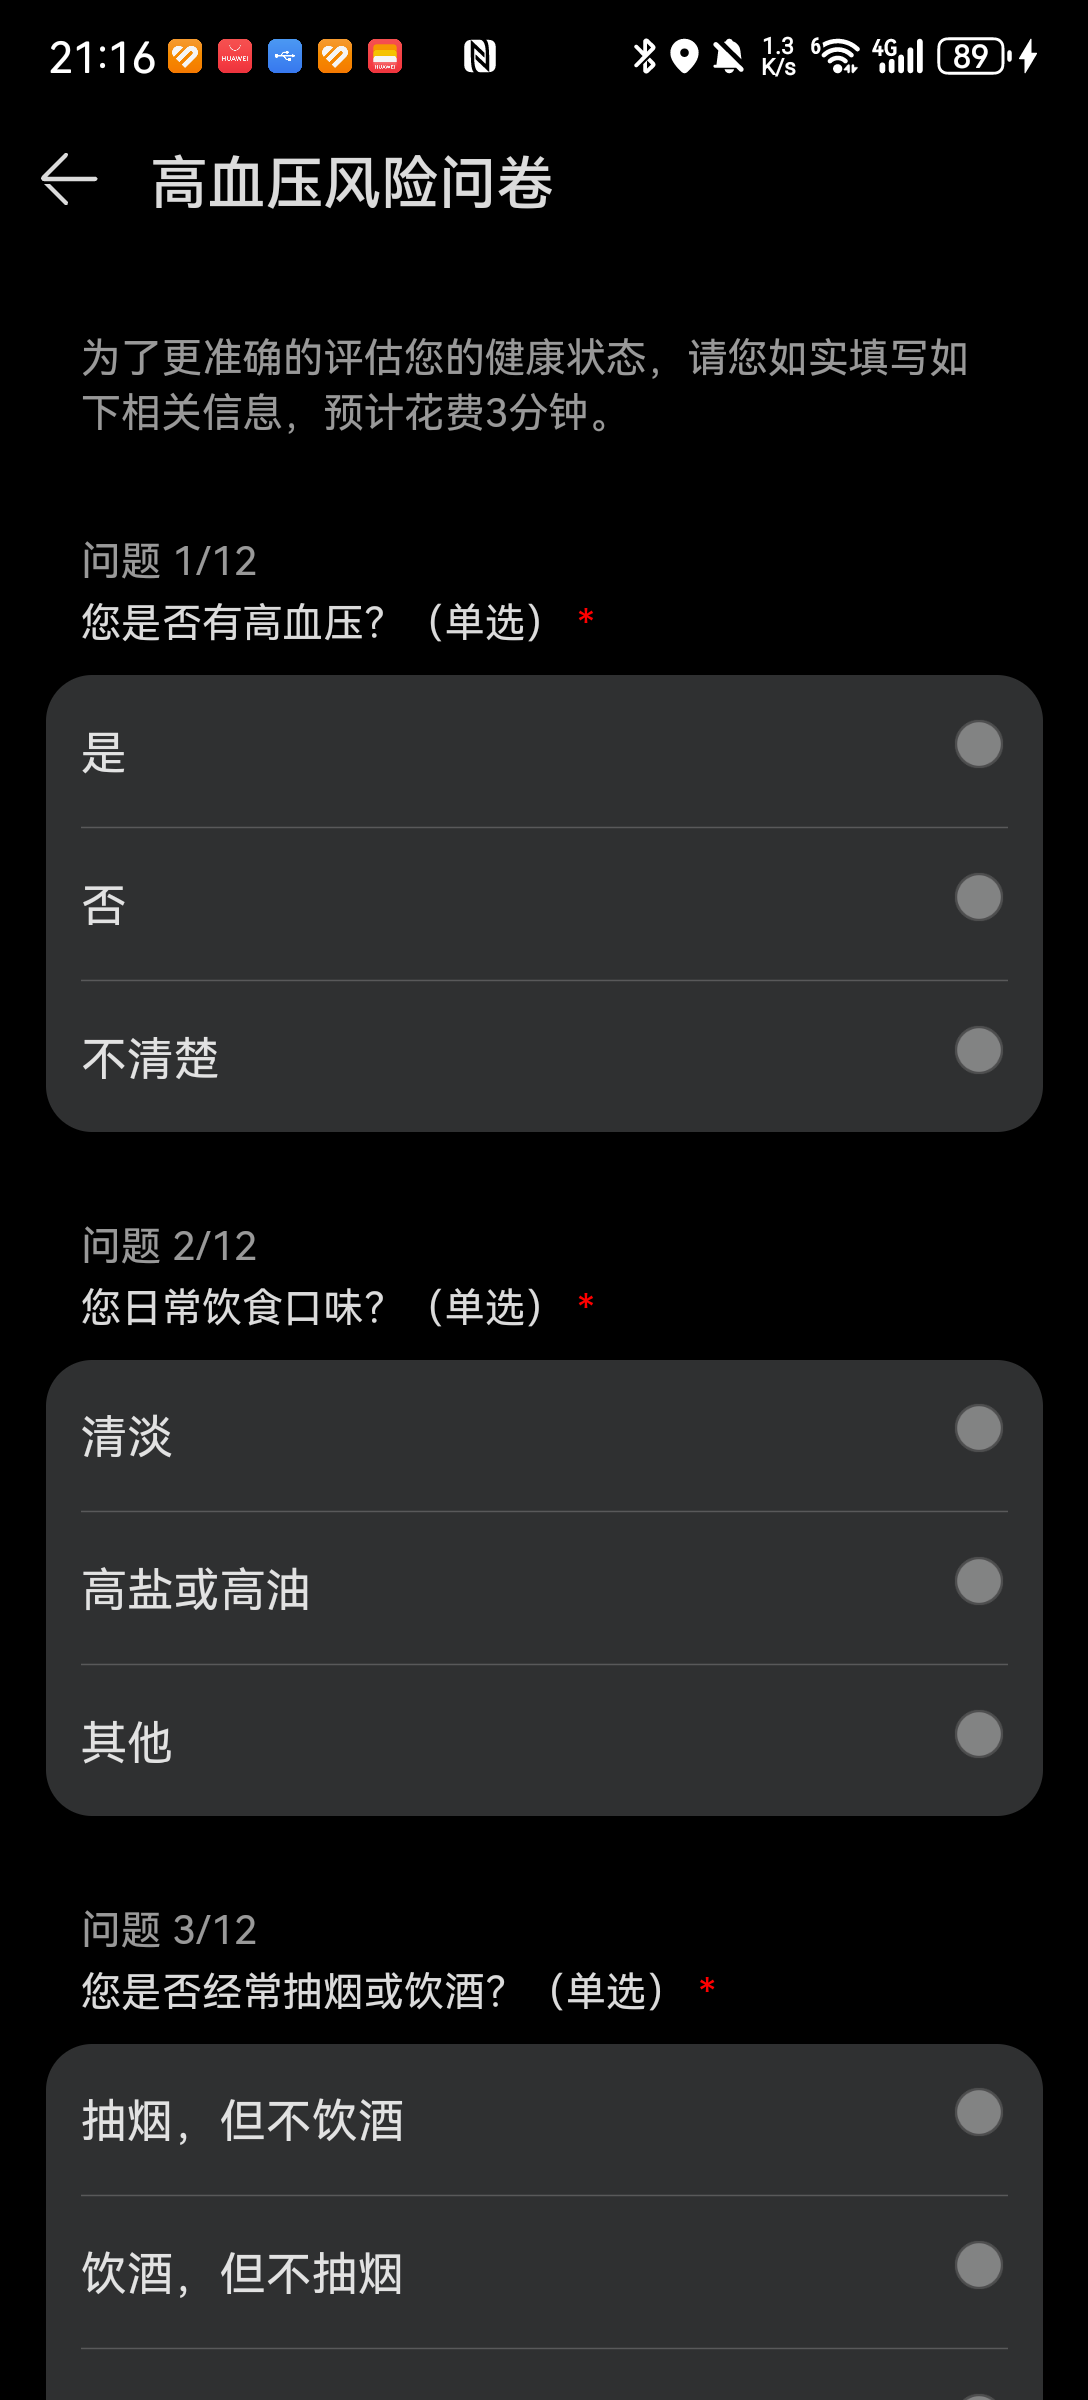 21:16
HUAWEI
1.3 K/s
6
4G
89
高血压风险问卷
为了更准确的评估您的健康状态，请您如实填写如
下相关信息，预计花费3分钟。
问题 1/12
您是否有高血压？（单选） *
是
否
不清楚
问题 2/12
您日常饮食口味？（单选） *
清淡
高盐或高油
其他
问题 3/12
您是否经常抽烟或饮酒？（单选） *
抽烟，但不饮酒
饮酒，但不抽烟